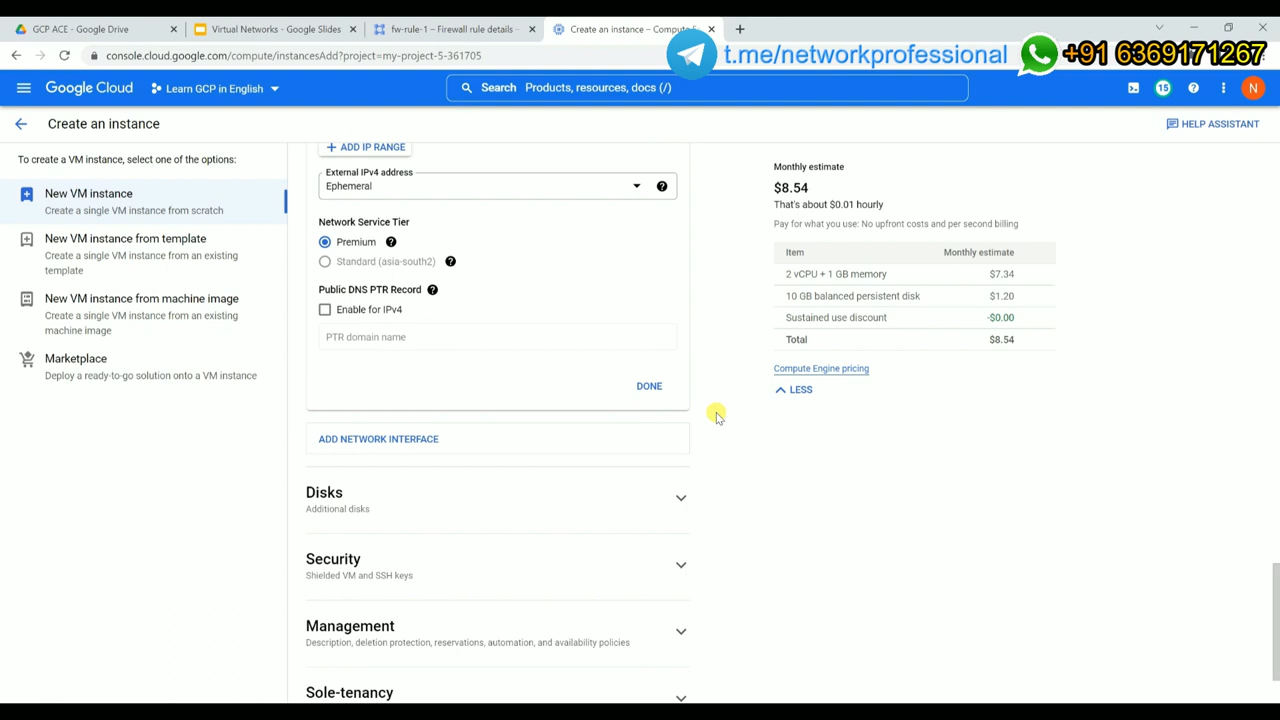 GCP ACE - Google Drive
Virtual Networks - Google Slides
fw-rule-1 – Firewall rule details –
Create an instance – Compute E
console.cloud.google.com/compute/instancesAdd?project=my-project-5-361705
t.me/networkprofessional
+91 6369171267
Google Cloud
Learn GCP in English
Search Products, resources, docs (/)
15
N
Create an instance
HELP ASSISTANT
To create a VM instance, select one of the options:
New VM instance
Create a single VM instance from scratch
New VM instance from template
Create a single VM instance from an existing
template
New VM instance from machine image
Create a single VM instance from an existing
machine image
Marketplace
Deploy a ready-to-go solution onto a VM instance
ADD IP RANGE
External IPv4 address
Ephemeral
Network Service Tier
Premium
Standard (asia-south2)
Public DNS PTR Record
Enable for IPv4
PTR domain name
DONE
ADD NETWORK INTERFACE
Disks
Additional disks
Security
Shielded VM and SSH keys
Management
Description, deletion protection, reservations, automation, and availability policies
Sole-tenancy
Monthly estimate
$8.54
That's about $0.01 hourly
Pay for what you use: No upfront costs and per second billing
Item Monthly estimate
2 vCPU + 1 GB memory $7.34
10 GB balanced persistent disk $1.20
Sustained use discount -$0.00
Total $8.54
Compute Engine pricing
LESS